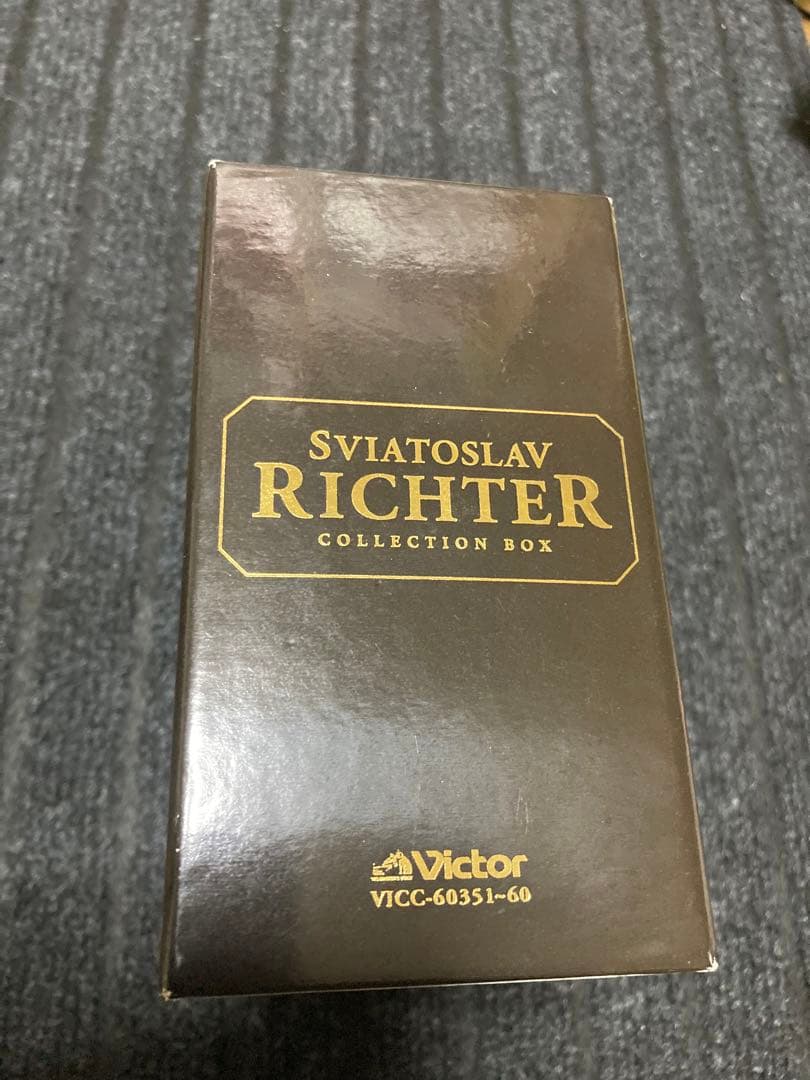 SVIATOSLAV
RICHTER
COLLECTION BOX
Victor
VICC-60351~60